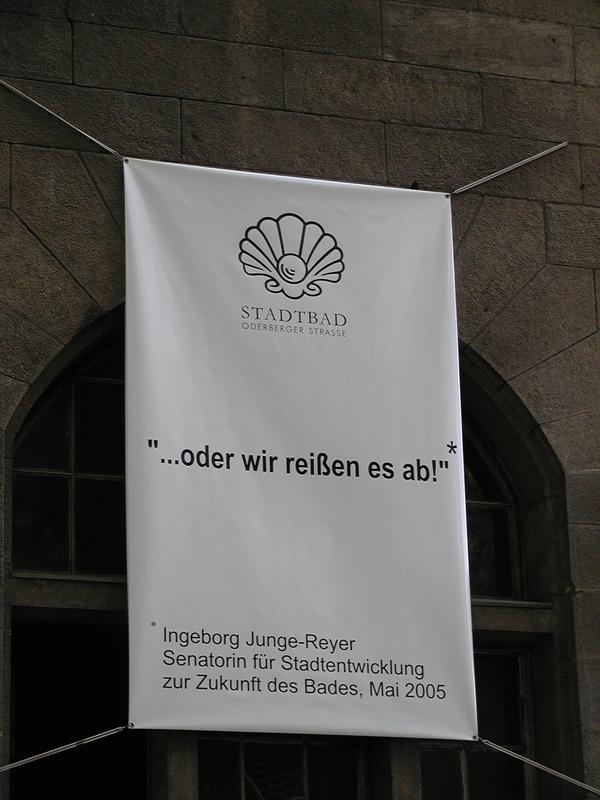 STADTBAD
ODERBERGER STRASSE
"...oder wir reißen es ab!"*
* Ingeborg Junge-Reyer
Senatorin für Stadtentwicklung
zur Zukunft des Bades, Mai 2005